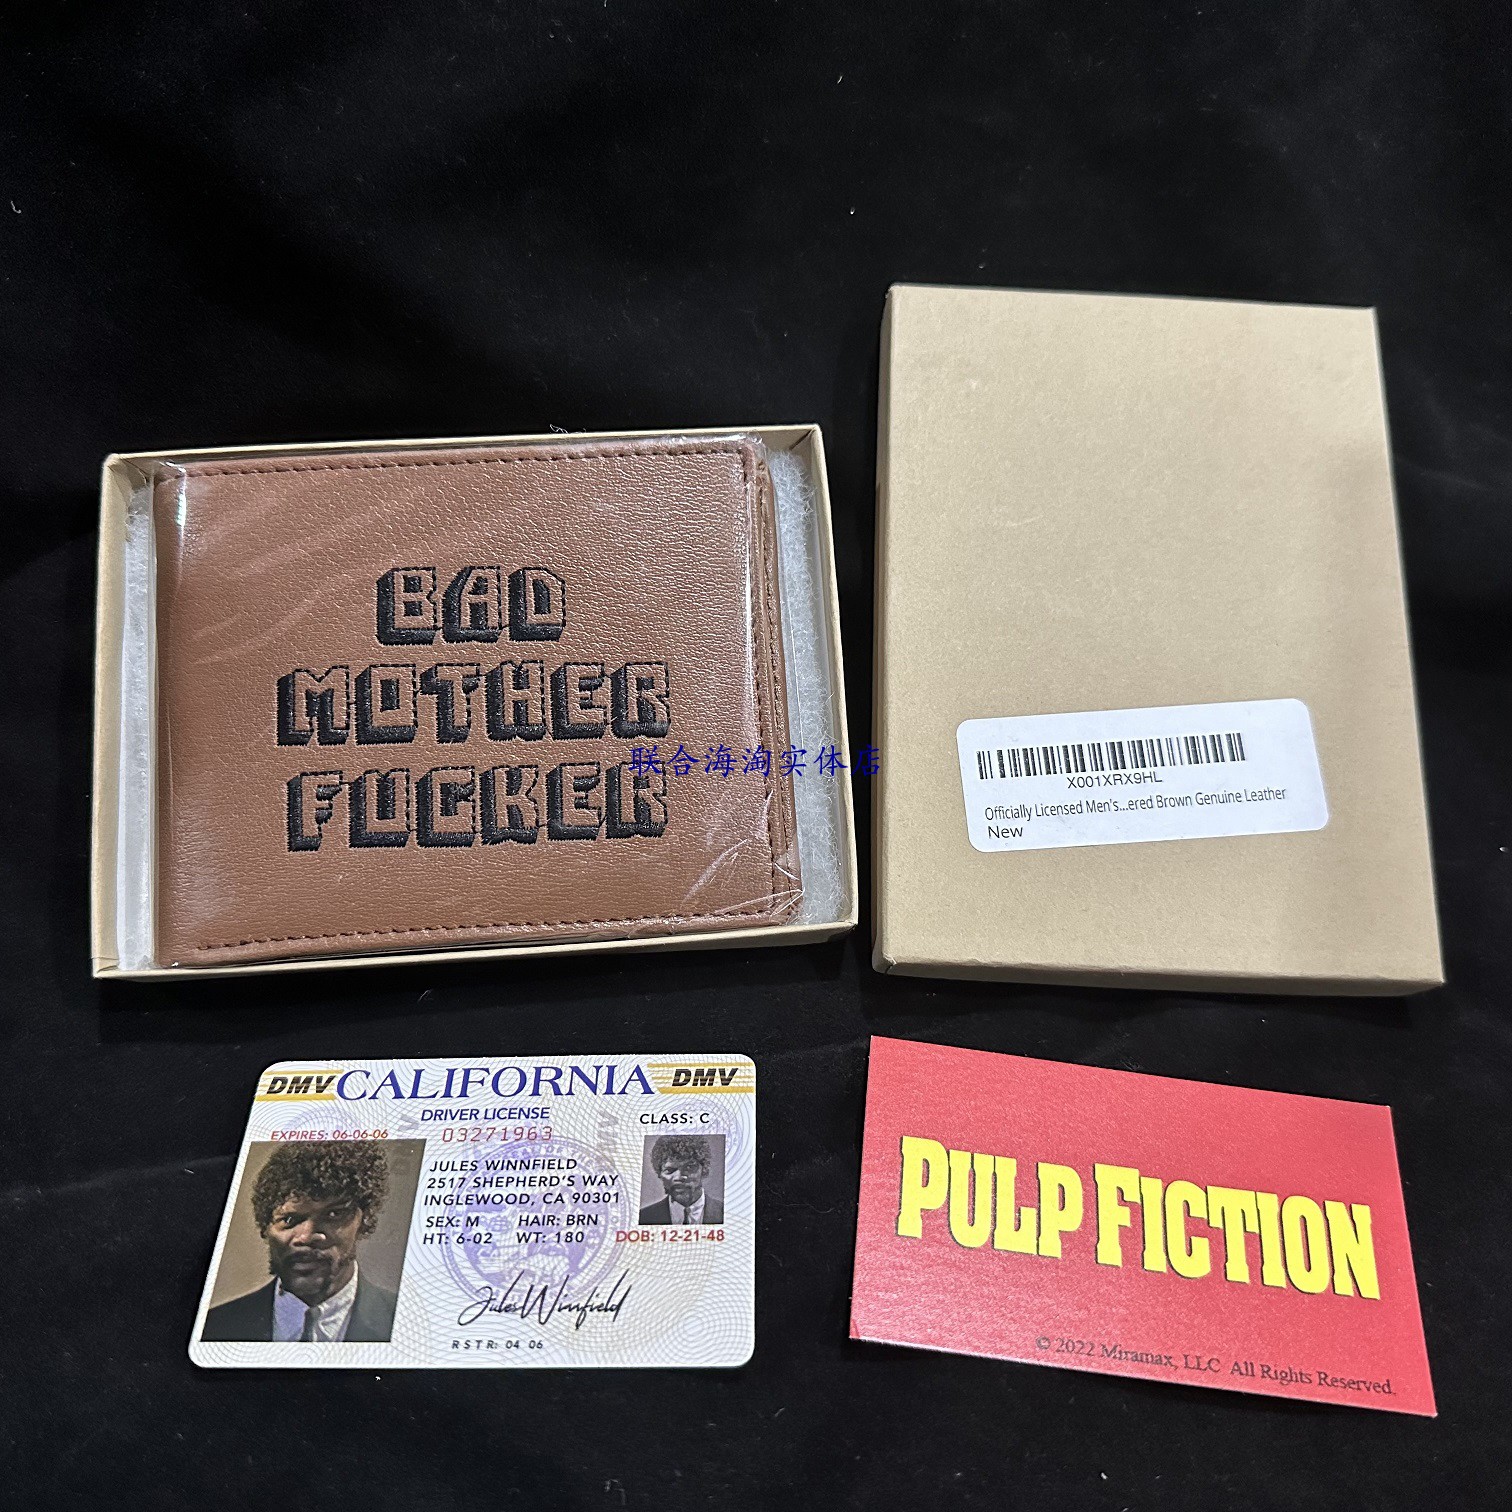 BAD
MOTHER
FUCKER
联合海淘实体店
X001XRX9HL
Officially Licensed Men's...ered Brown Genuine Leather
New
DMV CALIFORNIA DMV
DRIVER LICENSE
CLASS: C
EXPIRES: 06-06-06
03271963
JULES WINNFIELD
2517 SHEPHERD'S WAY
INGLEWOOD, CA 90301
SEX: M HAIR: BRN
HT: 6-02 WT: 180 DOB: 12-21-48
Jules Winnfield
RSTR: 04 06
PULP FICTION
© 2022 Miramax, LLC All Rights Reserved.